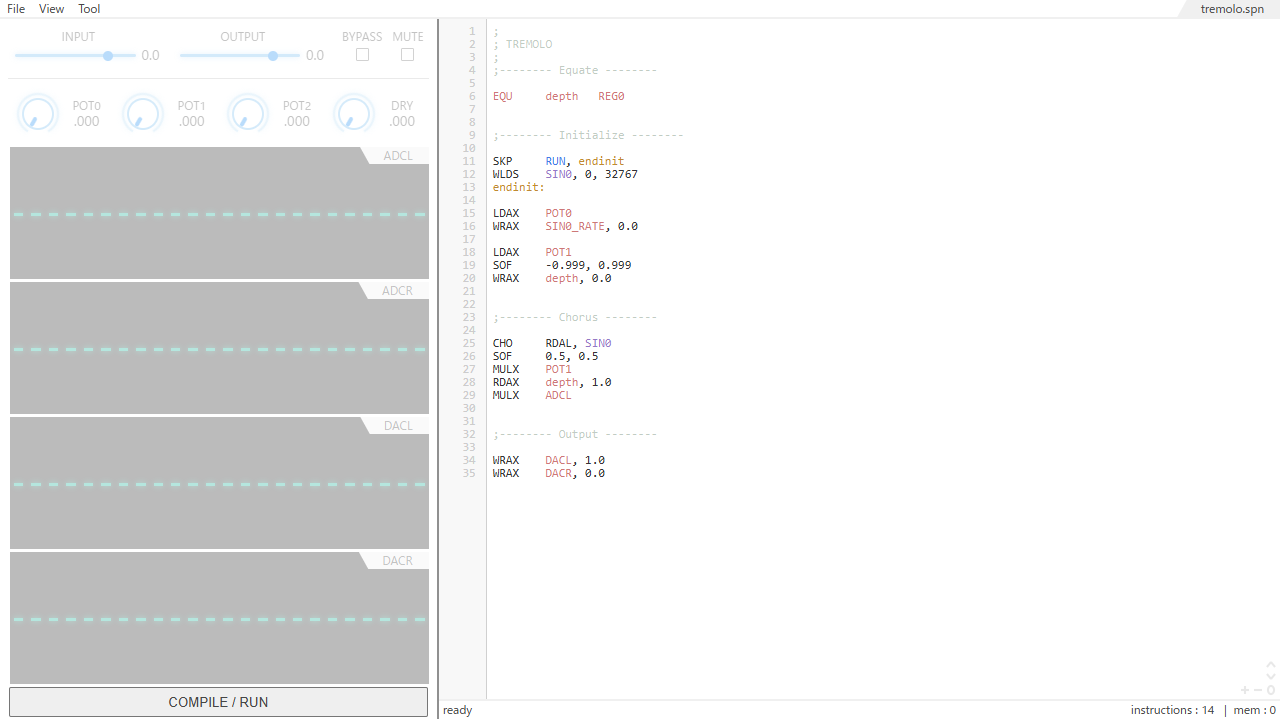 File View Tool
tremolo.spn
INPUT OUTPUT BYPASS MUTE
0.0 0.0
POT0 .000 POT1 .000 POT2 .000 DRY .000
ADCL
ADCR
DACL
DACR
COMPILE / RUN
1 ;
2 ; TREMOLO
3 ;
4 ;-------- Equate --------
5
6 EQU depth REG0
7
8
9 ;-------- Initialize --------
10
11 SKP RUN, endinit
12 WLDS SIN0, 0, 32767
13 endinit:
14
15 LDAX POT0
16 WRAX SIN0_RATE, 0.0
17
18 LDAX POT1
19 SOF -0.999, 0.999
20 WRAX depth, 0.0
21
22
23 ;-------- Chorus --------
24
25 CHO RDAL, SIN0
26 SOF 0.5, 0.5
27 MULX POT1
28 RDAX depth, 1.0
29 MULX ADCL
30
31
32 ;-------- Output --------
33
34 WRAX DACL, 1.0
35 WRAX DACR, 0.0
+ − O
ready
instructions : 14 | mem : 0